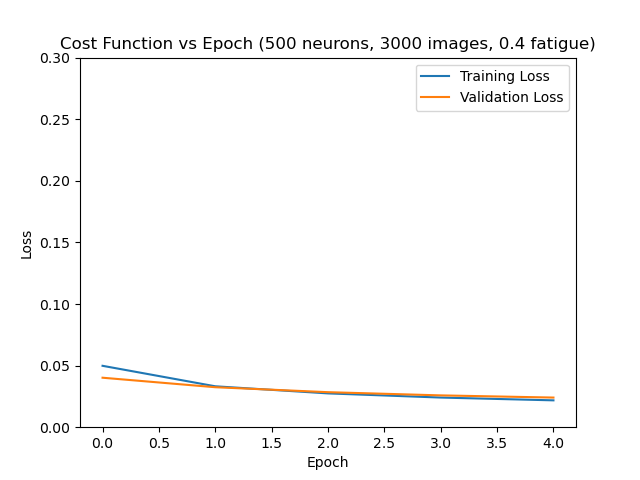 Cost Function vs Epoch (500 neurons, 3000 images, 0.4 fatigue)
0.30
Training Loss
Validation Loss
0.25
0.20
0.15
0.10
0.05
0.00
Loss
0.0 0.5 1.0 1.5 2.0 2.5 3.0 3.5 4.0
Epoch